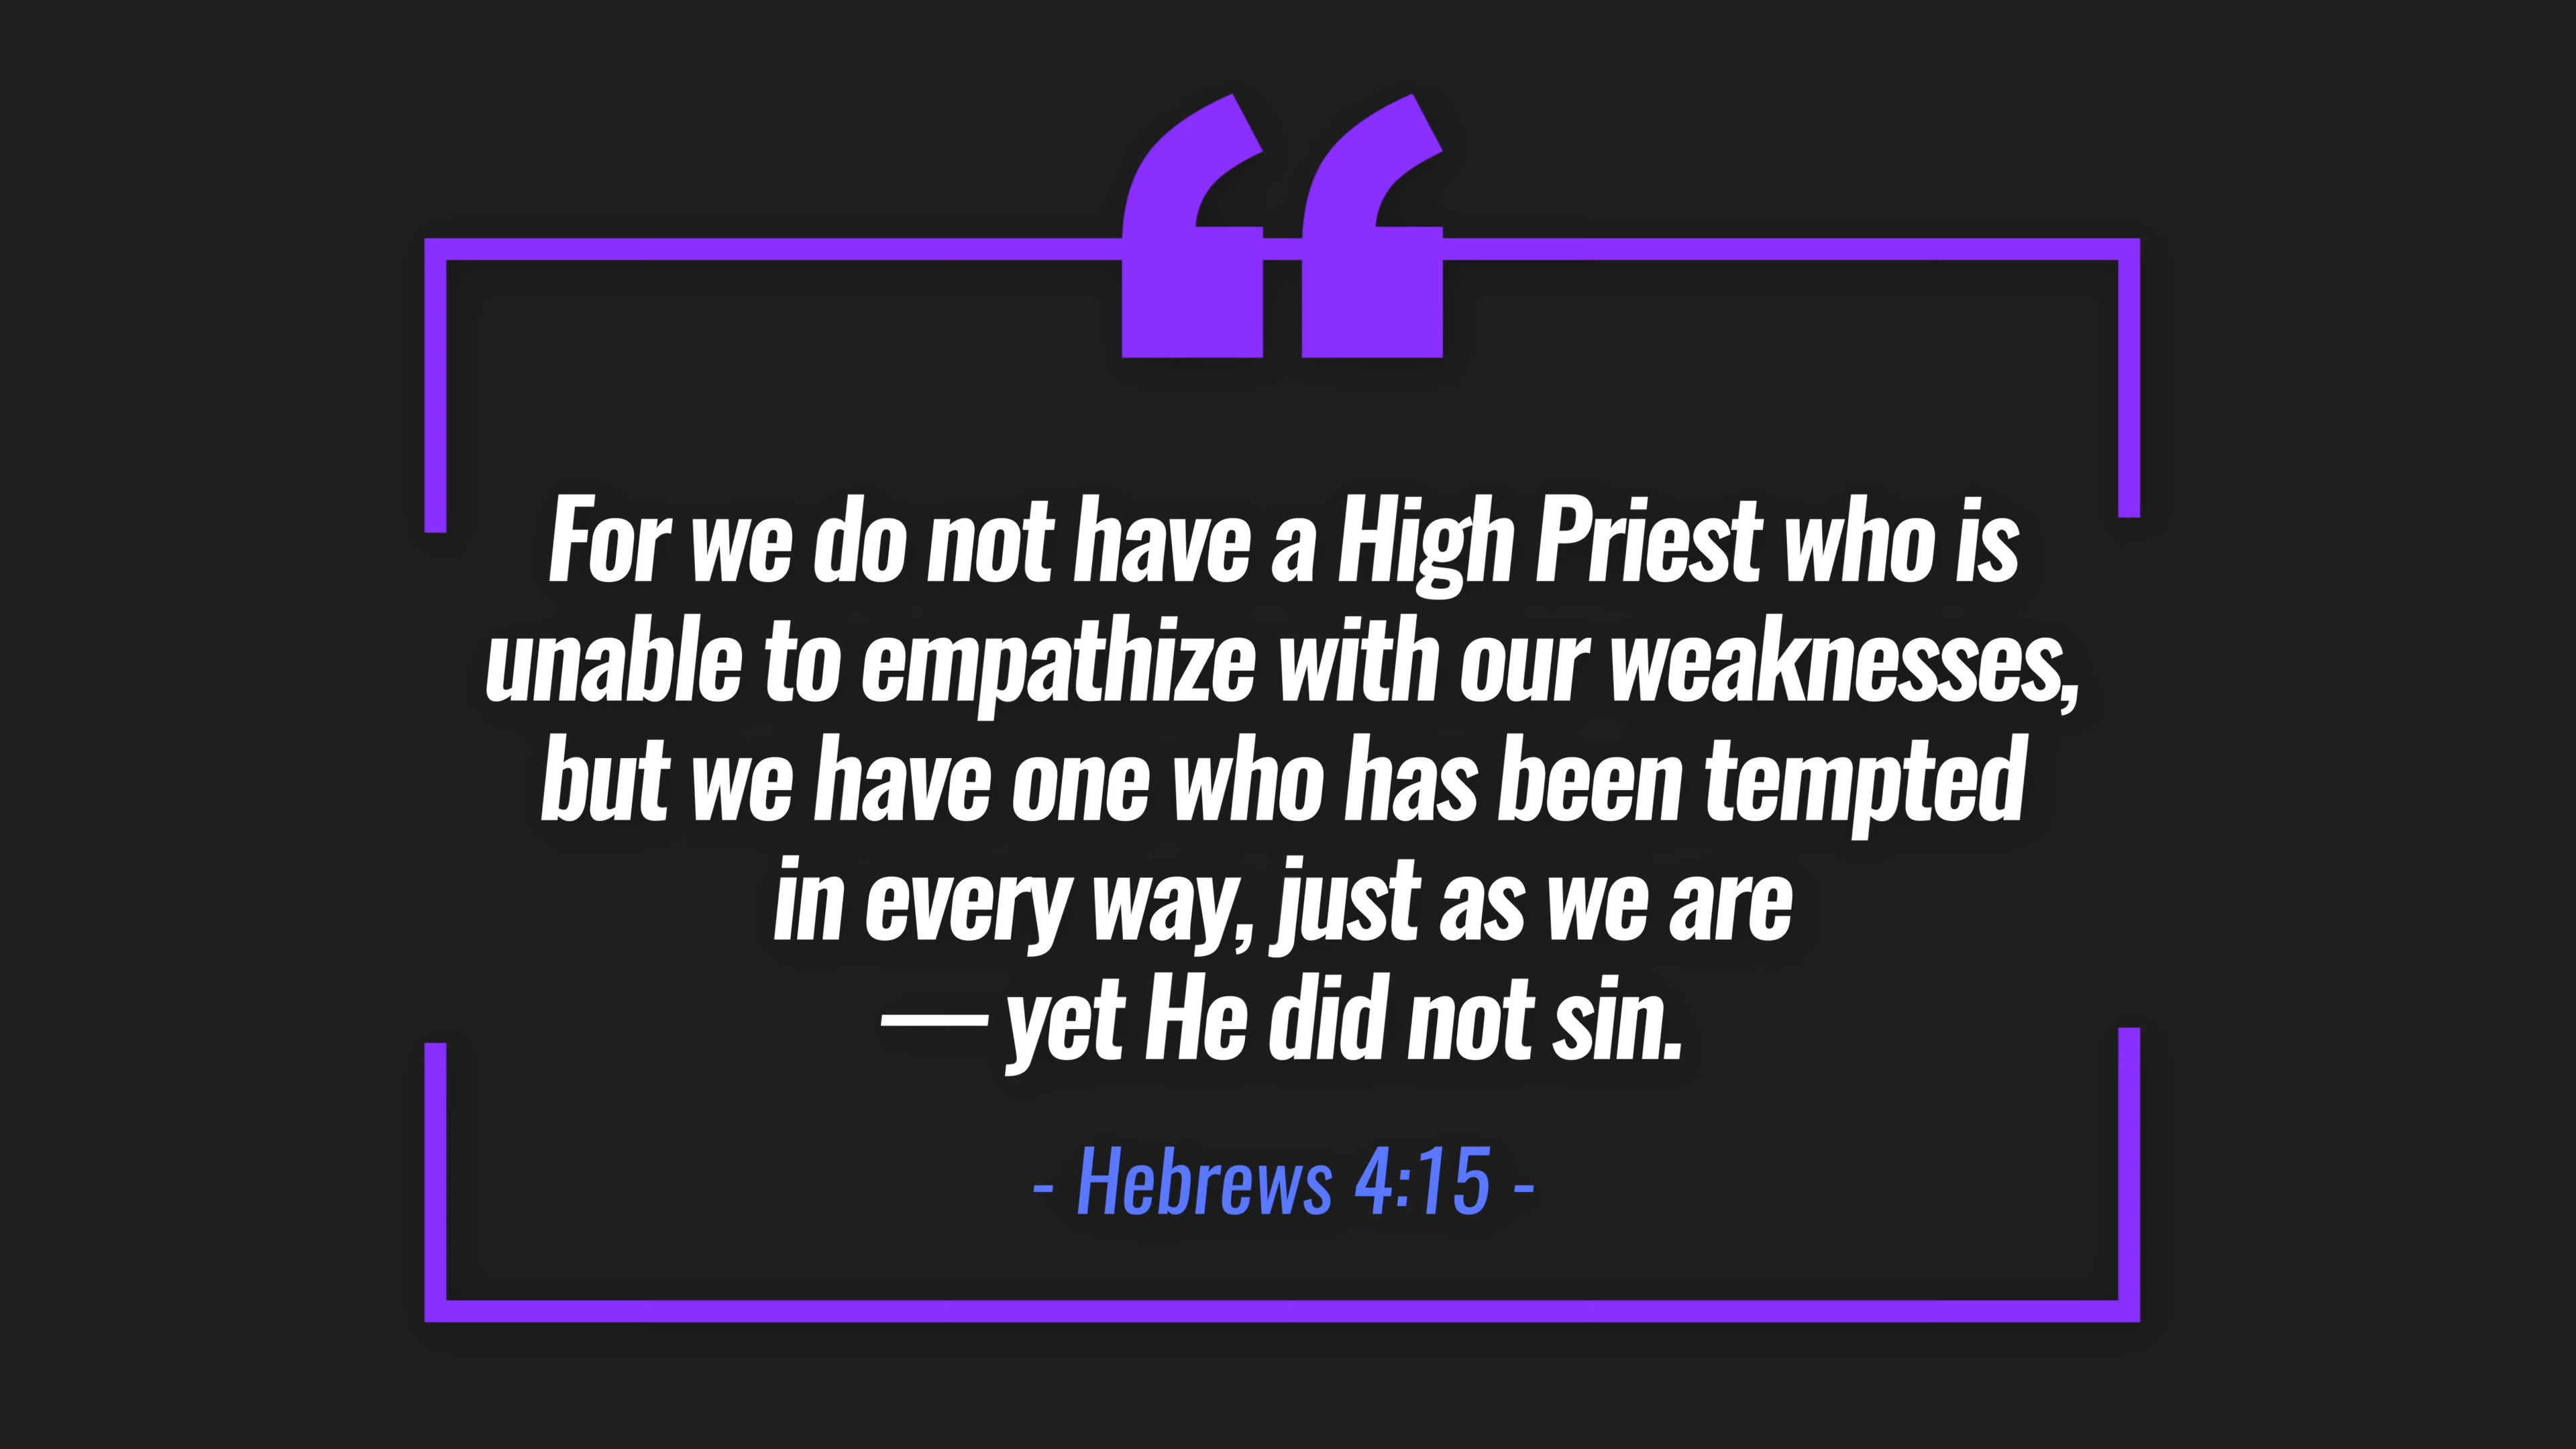 “
For we do not have a High Priest who is
unable to empathize with our weaknesses,
but we have one who has been tempted
in every way, just as we are
— yet He did not sin.
- Hebrews 4:15 -